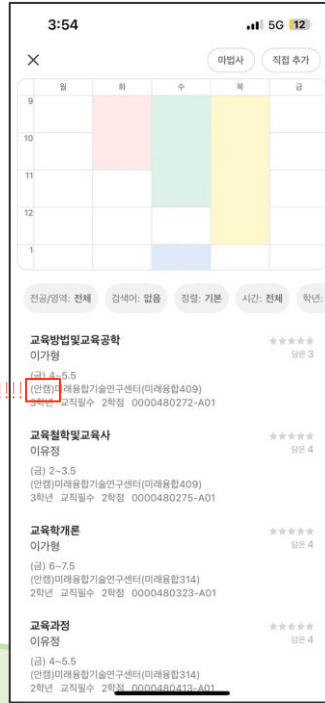 3:54
5G 12
마법사
직접 추가
월 화 수 목 금
9
10
11
12
1
전공/영역: 전체 검색어: 없음 정렬: 기본 시간: 전체 학년:
교육방법및교육공학
이가형
담은 3
(금) 4~5.5
!!!! (안캠)미래융합기술연구센터(미래융합409)
3학년 교직필수 2학점 0000480272-A01
교육철학및교육사
이유정
담은 4
(금) 2~3.5
(안캠)미래융합기술연구센터(미래융합409)
3학년 교직필수 2학점 0000480275-A01
교육학개론
이가형
담은 4
(금) 6~7.5
(안캠)미래융합기술연구센터(미래융합314)
2학년 교직필수 2학점 0000480323-A01
교육과정
이유정
담은 4
(금) 4~5.5
(안캠)미래융합기술연구센터(미래융합314)
2학년 교직필수 2학점 0000480413-A01